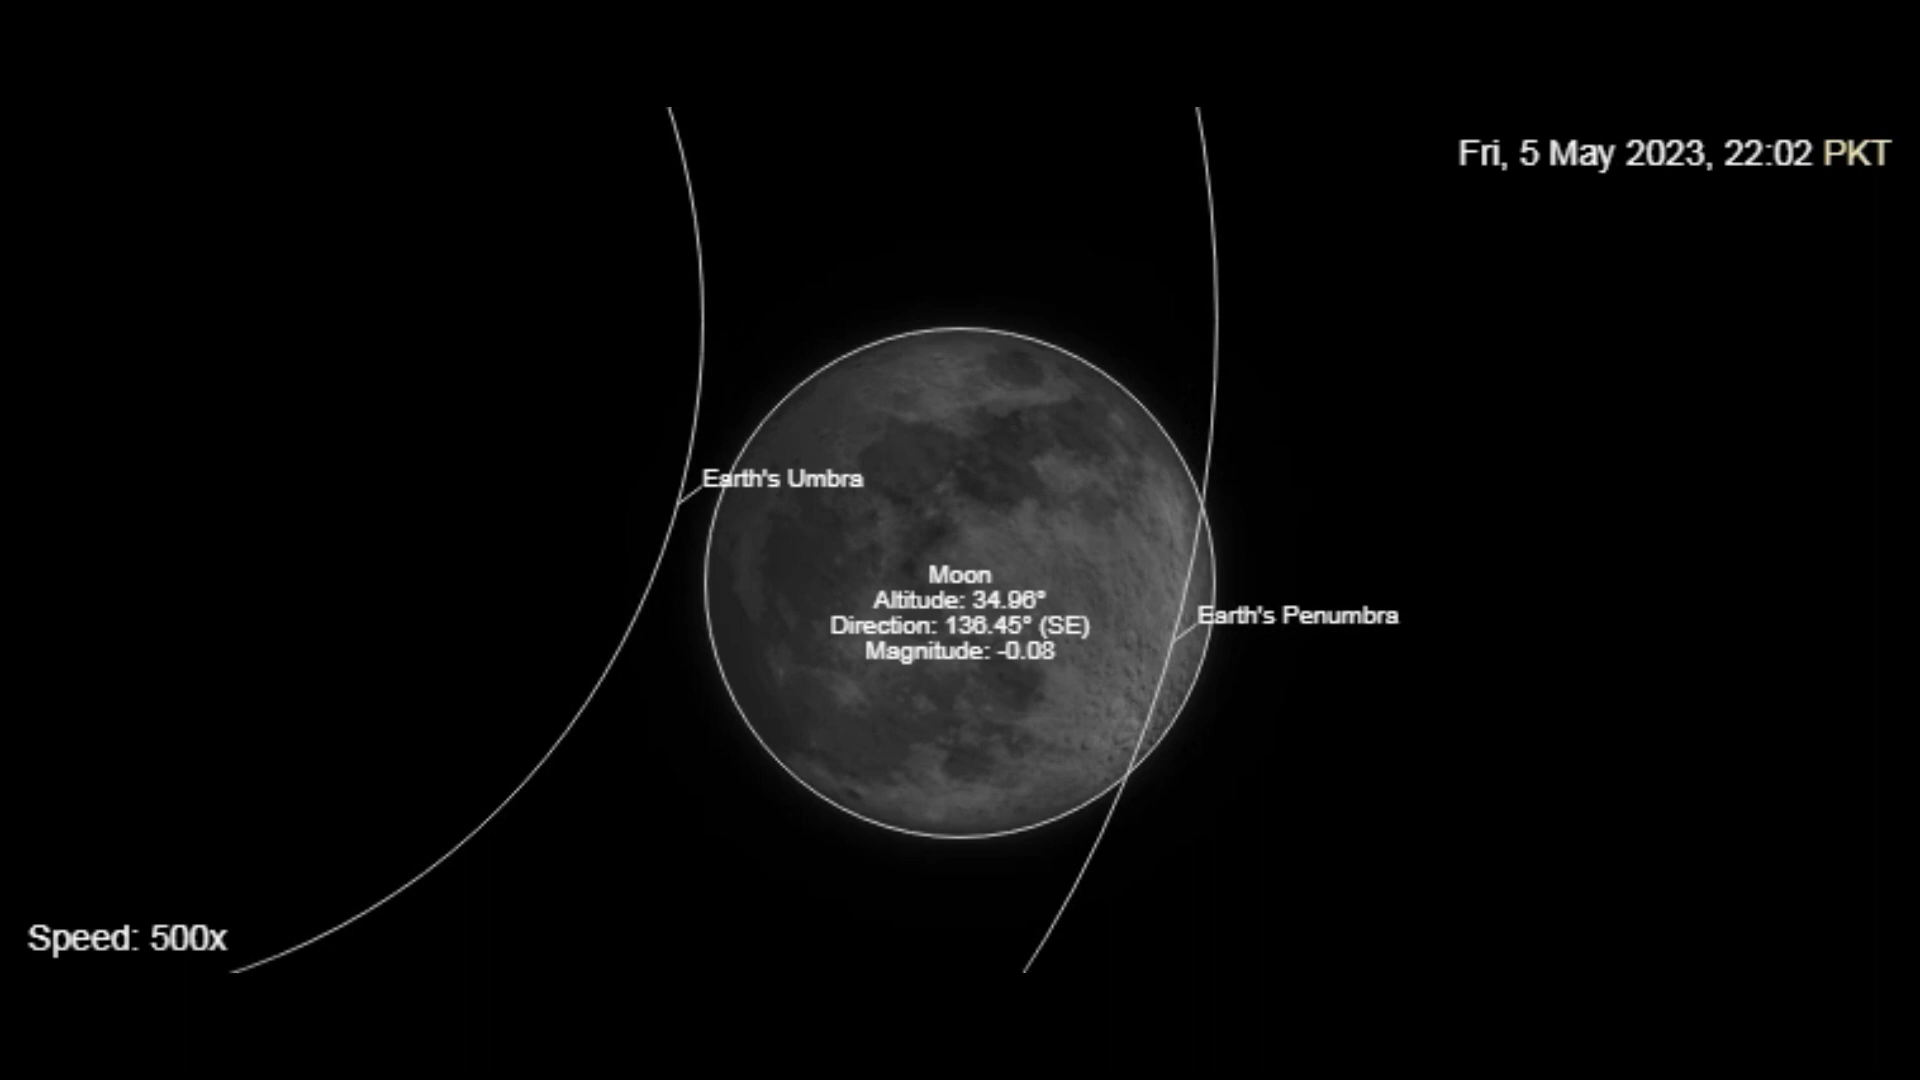 Fri, 5 May 2023, 22:02 PKT
Earth's Umbra
Moon
Altitude: 34.96°
Direction: 136.45° (SE)
Magnitude: -0.08
Earth's Penumbra
Speed: 500x